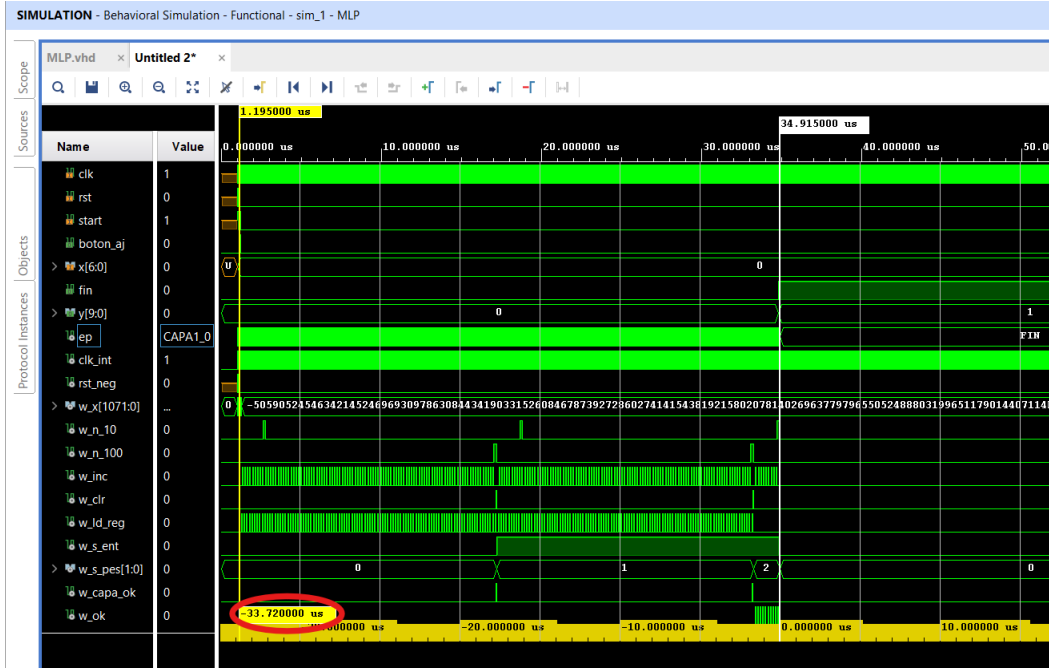 SIMULATION - Behavioral Simulation - Functional - sim_1 - MLP
Scope
Sources
Objects
Protocol Instances
MLP.vhd × Untitled 2* ×
1.195000 us
34.915000 us
Name Value
0.000000 us 10.000000 us 20.000000 us 30.000000 us 40.000000 us 50.0
clk 1
rst 0
start 1
boton_aj 0
x[6:0] 0 U 0
fin 0
y[9:0] 0 0 1
ep CAPA1_0 FIN
clk_int 1
rst_neg 0
w_x[1071:0] ... 0
w_n_10 0
w_n_100 0
w_inc 0
w_clr 0
w_ld_reg 0
w_s_ent 0
w_s_pes[1:0] 0 0 1 2 0
w_capa_ok 0
w_ok 0
-33.720000 us
-20.000000 us -10.000000 us 0.000000 us 10.000000 us